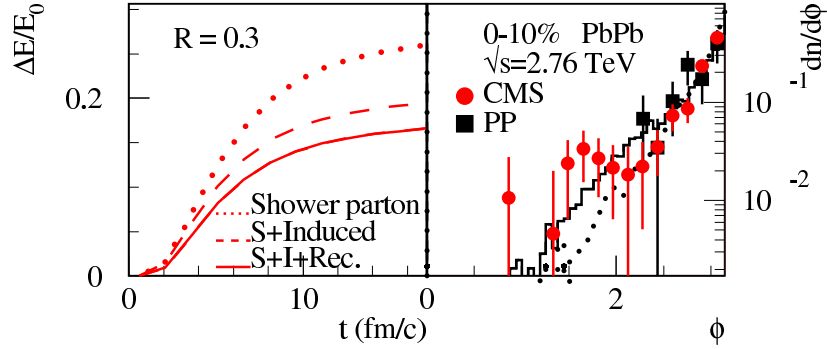 ΔE/E₀
R = 0.3
0.2
0
Shower parton
S+Induced
S+I+Rec.
0
10
t (fm/c)
0-10% PbPb
√s=2.76 TeV
CMS
PP
0
2
ϕ
dn/dϕ
10⁻¹
10⁻²